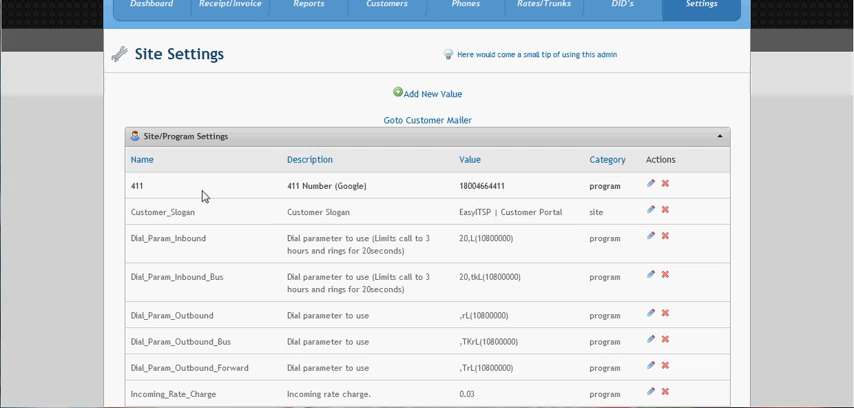 Dashboard Receipt/Invoice Reports Customers Phones Rates/Trunks DID's Settings
Site Settings
Here would come a small tip of using this admin
Add New Value
Goto Customer Mailer
Site/Program Settings
Name Description Value Category Actions
411 411 Number (Google) 18004664411 program
Customer_Slogan Customer Slogan EasyITSP | Customer Portal site
Dial_Param_Inbound Dial parameter to use (Limits call to 3 20,L(10800000) program
hours and rings for 20seconds)
Dial_Param_Inbound_Bus Dial parameter to use (Limits call to 3 20,tkL(10800000) program
hours and rings for 20seconds)
Dial_Param_Outbound Dial parameter to use ,rL(10800000) program
Dial_Param_Outbound_Bus Dial parameter to use ,TKrL(10800000) program
Dial_Param_Outbound_Forward Dial parameter to use ,TrL(10800000) program
Incoming_Rate_Charge Incoming rate charge. 0.03 program